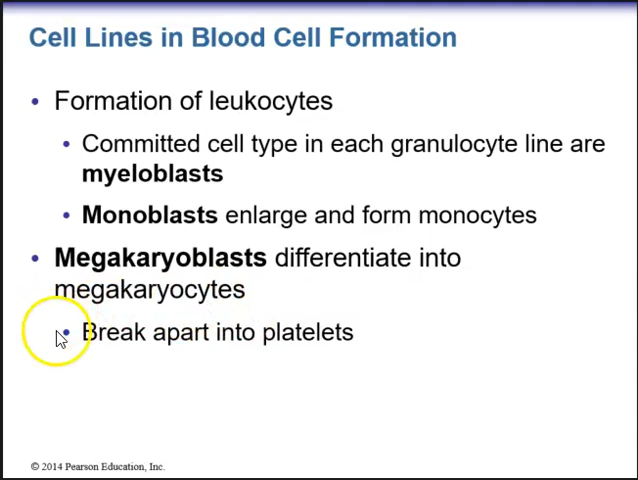 Cell Lines in Blood Cell Formation
• Formation of leukocytes
• Committed cell type in each granulocyte line are
myeloblasts
• Monoblasts enlarge and form monocytes
• Megakaryoblasts differentiate into
megakaryocytes
• Break apart into platelets
© 2014 Pearson Education, Inc.